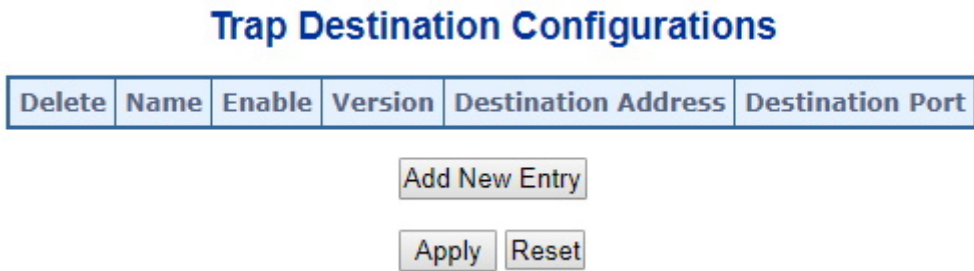 Trap Destination Configurations
Delete Name Enable Version Destination Address Destination Port
Add New Entry
Apply Reset